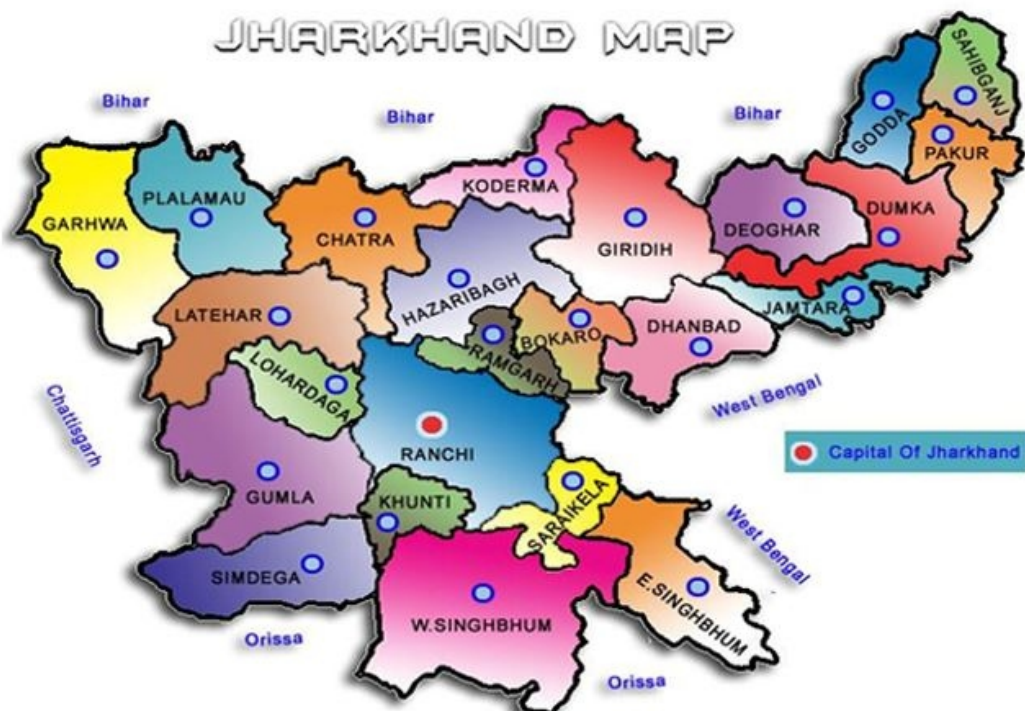 JHARKHAND MAP
Bihar
Bihar
Bihar
SAHIBGANJ
GODDA
PAKUR
KODERMA
PLALAMAU
GARHWA
CHATRA
GIRIDIH
DEOGHAR
DUMKA
HAZARIBAGH
LATEHAR
JAMTARA
BOKARO
DHANBAD
RAMGARH
LOHARDAGA
Chattisgarh
West Bengal
RANCHI
Capital Of Jharkhand
GUMLA
KHUNTI
SARAIKELA
West Bengal
SIMDEGA
W.SINGHBHUM
E.SINGHBHUM
Orissa
Orissa